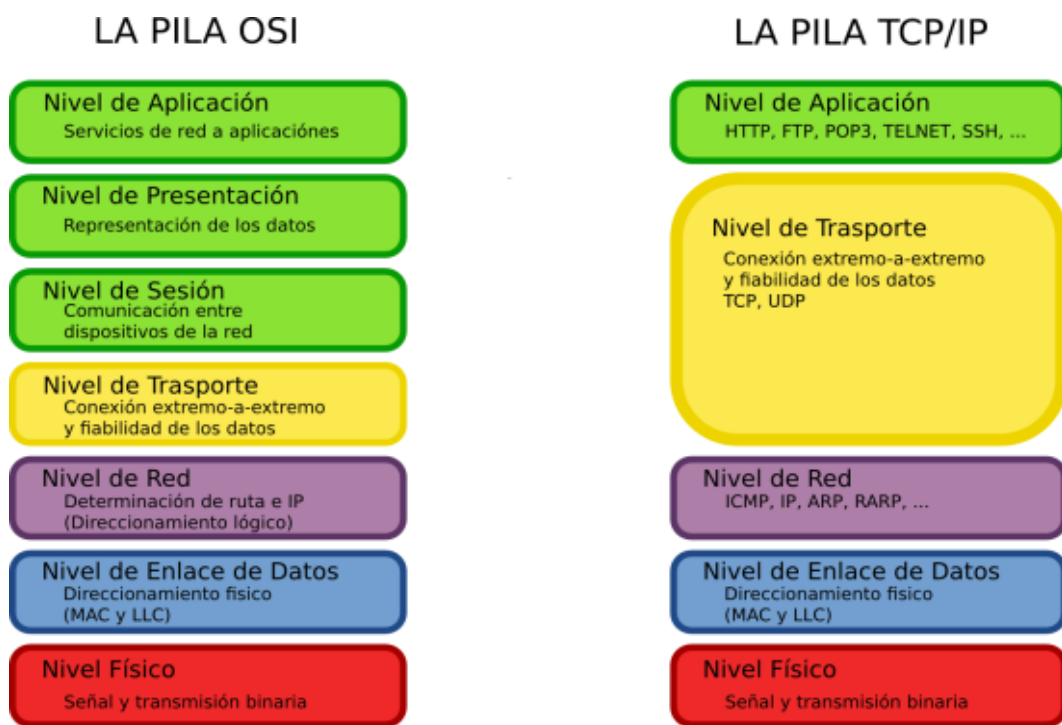 LA PILA OSI
Nivel de Aplicación
Servicios de red a aplicaciónes
Nivel de Presentación
Representación de los datos
Nivel de Sesión
Comunicación entre
dispositivos de la red
Nivel de Trasporte
Conexión extremo-a-extremo
y fiabilidad de los datos
Nivel de Red
Determinación de ruta e IP
(Direccionamiento lógico)
Nivel de Enlace de Datos
Direccionamiento fisico
(MAC y LLC)
Nivel Físico
Señal y transmisión binaria
LA PILA TCP/IP
Nivel de Aplicación
HTTP, FTP, POP3, TELNET, SSH, ...
Nivel de Trasporte
Conexión extremo-a-extremo
y fiabilidad de los datos
TCP, UDP
Nivel de Red
ICMP, IP, ARP, RARP, ...
Nivel de Enlace de Datos
Direccionamiento fisico
(MAC y LLC)
Nivel Físico
Señal y transmisión binaria